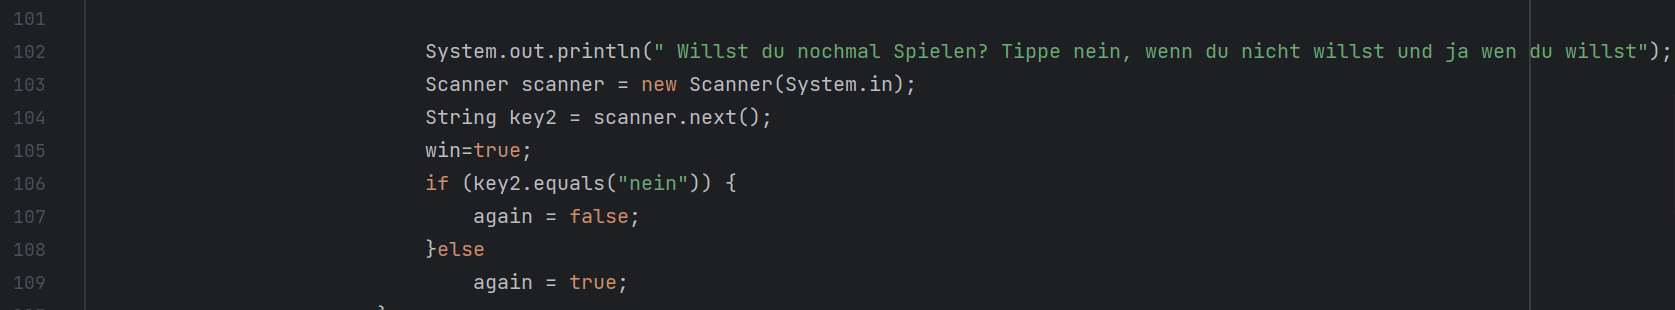 101
102 System.out.println(" Willst du nochmal Spielen? Tippe nein, wenn du nicht willst und ja wen du willst");
103 Scanner scanner = new Scanner(System.in);
104 String key2 = scanner.next();
105 win=true;
106 if (key2.equals("nein")) {
107 again = false;
108 }else
109 again = true;